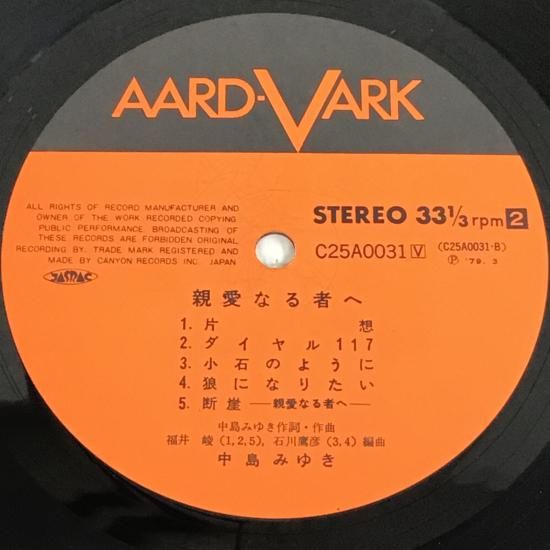 AARD-VARK
ALL RIGHTS OF RECORD MANUFACTURER AND
OWNER OF THE WORK RECORDED COPYING
PUBLIC PERFORMANCE. BROADCASTING OF
THESE RECORDS ARE FORBIDDEN ORIGINAL
RECORDING BY. TRADE MARK REGISTERED AND
MADE BY CANYON RECORDS INC. JAPAN
JASRAC
STEREO 33⅓ rpm 2
C25A0031 V (C25A0031-B)
Ⓟ '79. 3
親愛なる者へ
1. 片想
2. ダイヤル117
3. 小石のように
4. 狼になりたい
5. 断崖 ―親愛なる者へ―
中島みゆき作詞・作曲
福井 峻 (1,2,5), 石川鷹彦 (3,4) 編曲
中島みゆき